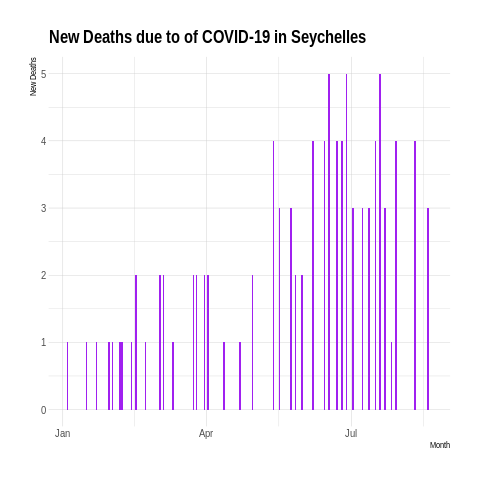 New Deaths due to of COVID-19 in Seychelles
New Deaths
5
4
3
2
1
0
Jan
Apr
Jul
Month